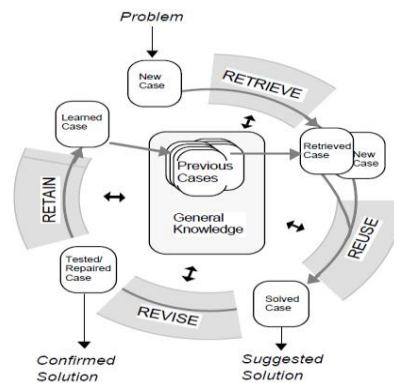 Problem
New
Case
RETRIEVE
Learned
Case
Previous
Cases
Retrieved
Case
New
Case
General
Knowledge
RETAIN
REUSE
Tested/
Repaired
Case
REVISE
Solved
Case
Confirmed
Solution
Suggested
Solution